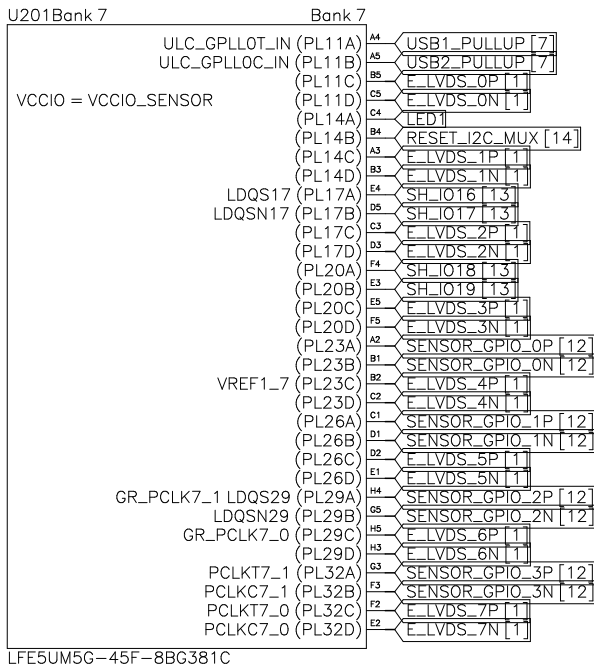 U201Bank 7 Bank 7
ULC_GPLL0T_IN (PL11A) A4 USB1_PULLUP [7]
ULC_GPLL0C_IN (PL11B) A5 USB2_PULLUP [7]
(PL11C) B5 E_LVDS_0P [1]
VCCIO = VCCIO_SENSOR (PL11D) C5 E_LVDS_0N [1]
(PL14A) C4 LED1
(PL14B) B4 RESET_I2C_MUX [14]
(PL14C) A3 E_LVDS_1P [1]
(PL14D) B3 E_LVDS_1N [1]
LDQS17 (PL17A) E4 SH_IO16 [13]
LDQSN17 (PL17B) D5 SH_IO17 [13]
(PL17C) C3 E_LVDS_2P [1]
(PL17D) D3 E_LVDS_2N [1]
(PL20A) F4 SH_IO18 [13]
(PL20B) E3 SH_IO19 [13]
(PL20C) E5 E_LVDS_3P [1]
(PL20D) F5 E_LVDS_3N [1]
(PL23A) A2 SENSOR_GPIO_0P [12]
(PL23B) B1 SENSOR_GPIO_0N [12]
VREF1_7 (PL23C) B2 E_LVDS_4P [1]
(PL23D) C2 E_LVDS_4N [1]
(PL26A) C1 SENSOR_GPIO_1P [12]
(PL26B) D1 SENSOR_GPIO_1N [12]
(PL26C) D2 E_LVDS_5P [1]
(PL26D) E1 E_LVDS_5N [1]
GR_PCLK7_1 LDQS29 (PL29A) H4 SENSOR_GPIO_2P [12]
LDQSN29 (PL29B) G5 SENSOR_GPIO_2N [12]
GR_PCLK7_0 (PL29C) H5 E_LVDS_6P [1]
(PL29D) H3 E_LVDS_6N [1]
PCLKT7_1 (PL32A) G3 SENSOR_GPIO_3P [12]
PCLKC7_1 (PL32B) F3 SENSOR_GPIO_3N [12]
PCLKT7_0 (PL32C) F2 E_LVDS_7P [1]
PCLKC7_0 (PL32D) E2 E_LVDS_7N [1]
LFE5UM5G-45F-8BG381C